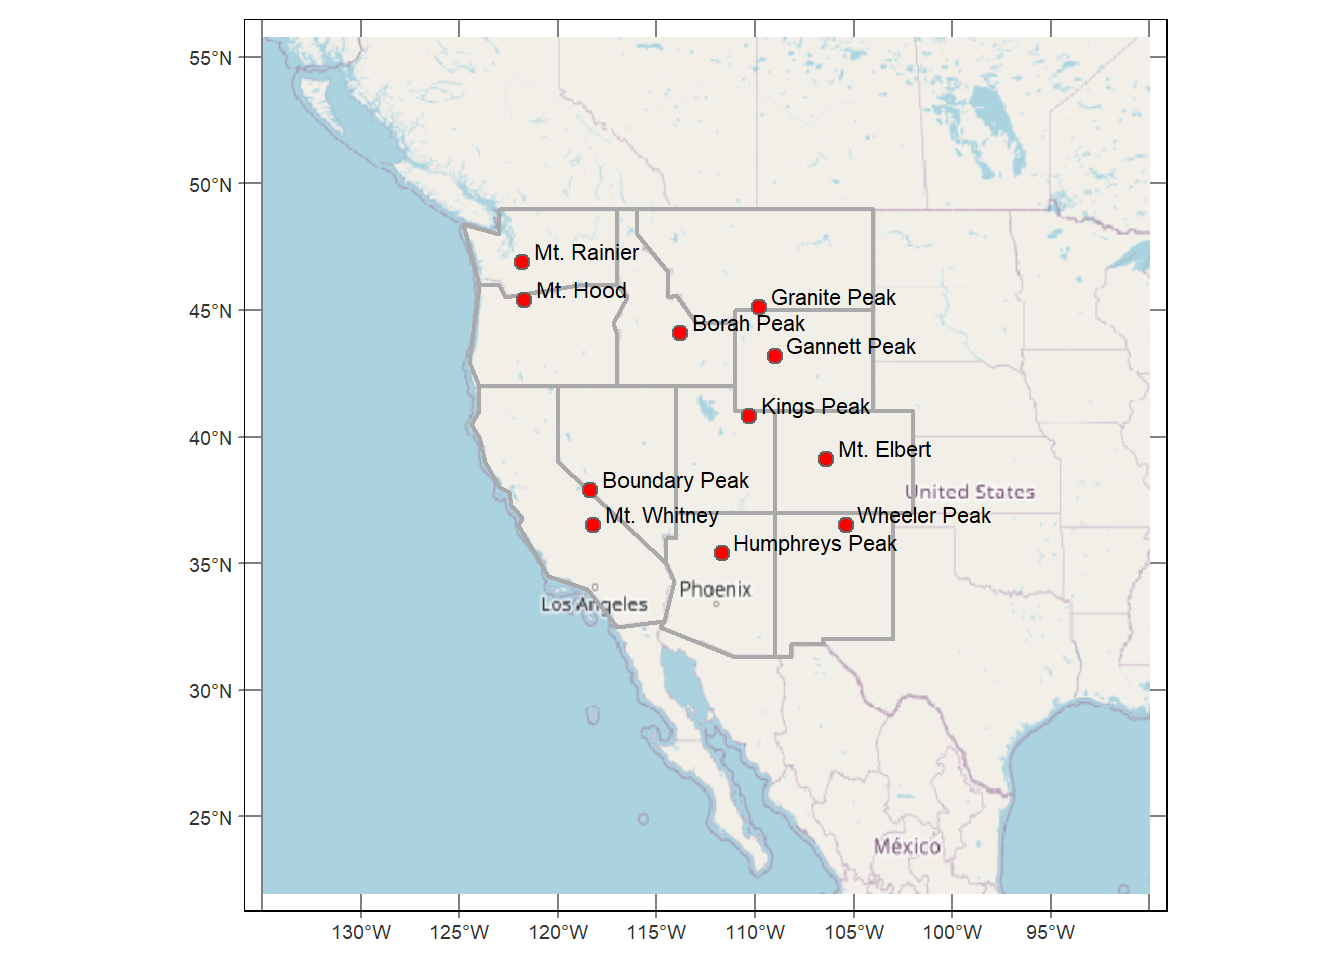 55°N
50°N
Mt. Rainier
Mt. Hood
Granite Peak
45°N
Borah Peak
Gannett Peak
Kings Peak
40°N
Mt. Elbert
Boundary Peak
United States
Mt. Whitney
Wheeler Peak
Humphreys Peak
35°N
Phoenix
Los Angeles
30°N
25°N
México
130°W
125°W
120°W
115°W
110°W
105°W
100°W
95°W